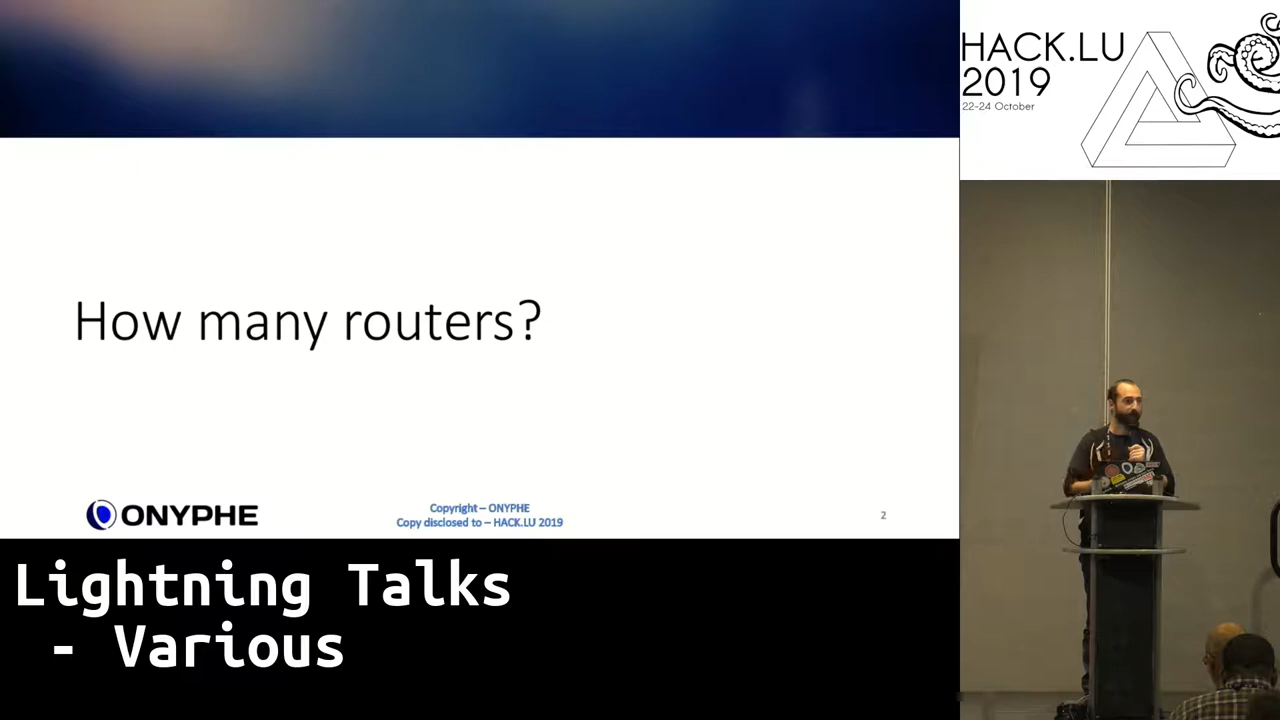 HACK.LU
2019
22-24 October
How many routers?
ONYPHE
Copyright – ONYPHE
Copy disclosed to – HACK.LU 2019
2
Lightning Talks
- Various